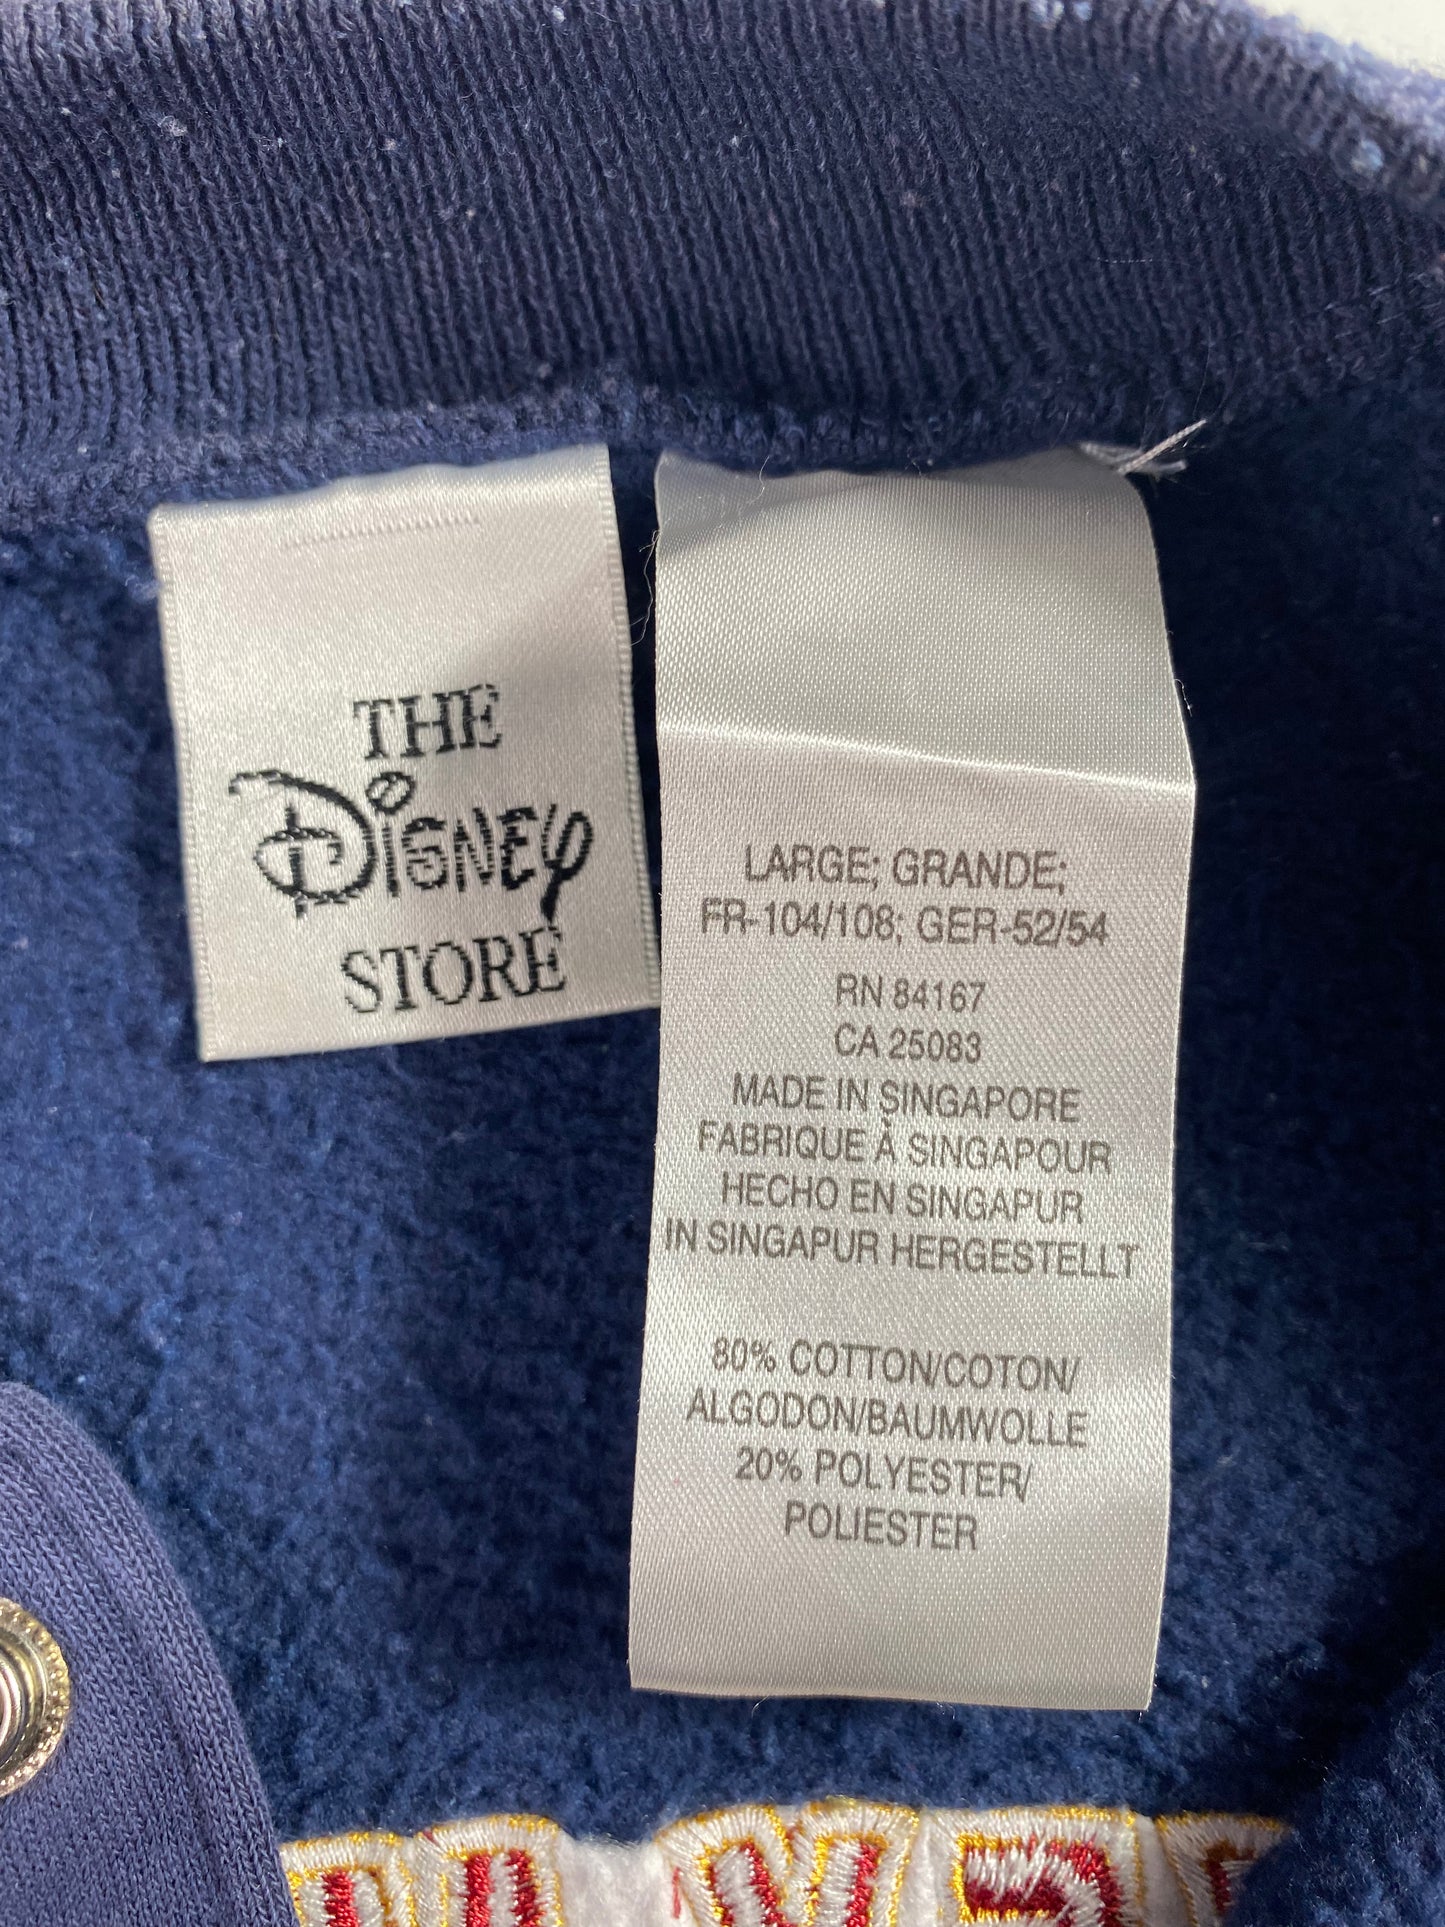 THE
DISNEY
STORE
LARGE; GRANDE;
FR-104/108; GER-52/54
RN 84167
CA 25083
MADE IN SINGAPORE
FABRIQUE À SINGAPOUR
HECHO EN SINGAPUR
IN SINGAPUR HERGESTELLT
80% COTTON/COTON/
ALGODON/BAUMWOLLE
20% POLYESTER/
POLIESTER